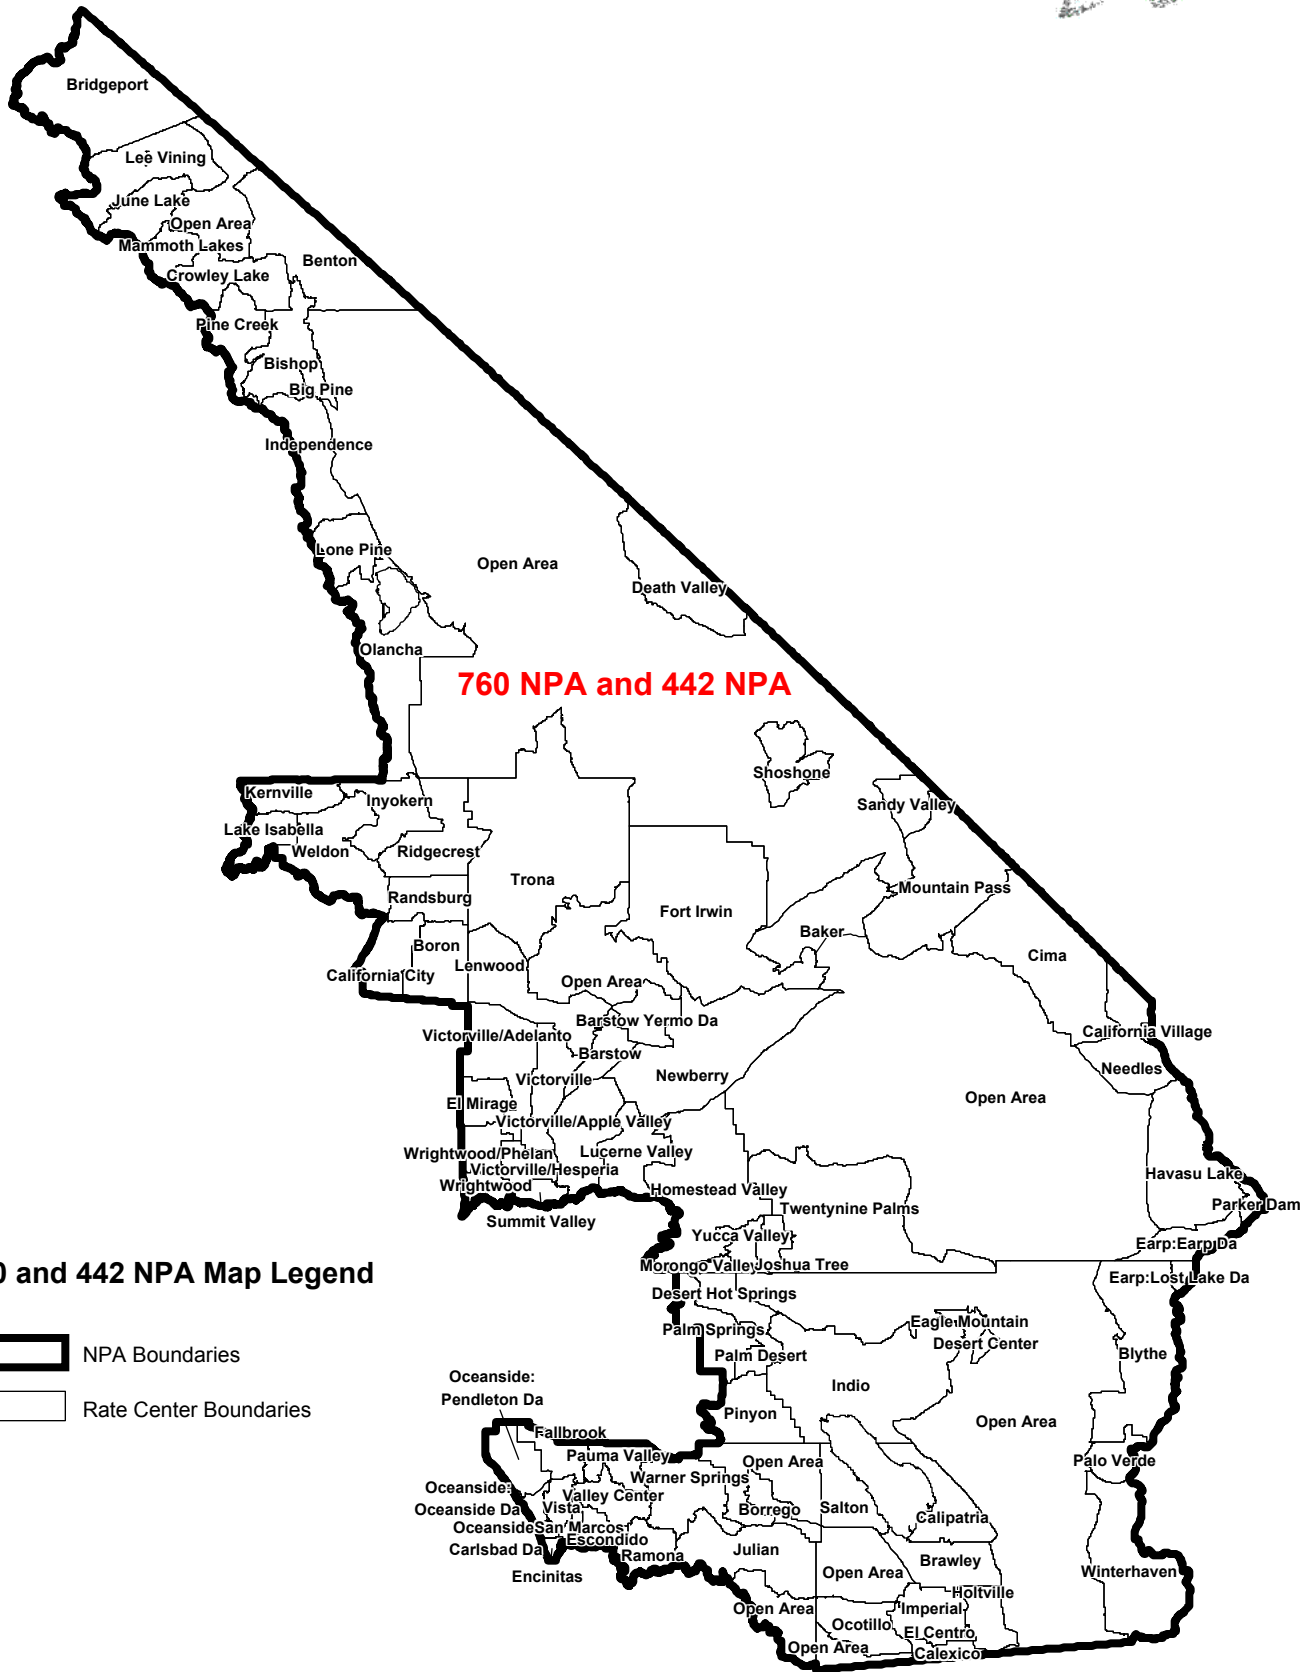 Bridgeport
Lee Vining
June Lake
Open Area
Mammoth Lakes
Benton
Crowley Lake
Pine Creek
Bishop
Big Pine
Independence
Lone Pine
Open Area
Death Valley
Olancha
760 NPA and 442 NPA
Shoshone
Kernville
Inyokern
Sandy Valley
Lake Isabella
Weldon
Ridgecrest
Trona
Mountain Pass
Randsburg
Fort Irwin
Baker
Boron
Cima
California City
Lenwood
Open Area
Barstow Yermo Da
California Village
Victorville/Adelanto
Barstow
Needles
Victorville
Newberry
El Mirage
Open Area
Victorville/Apple Valley
Wrightwood/Phelan
Lucerne Valley
Victorville/Hesperia
Havasu Lake
Wrightwood
Homestead Valley
Parker Dam
Summit Valley
Twentynine Palms
Yucca Valley
Earp:Earp Da
Morongo Valley
Joshua Tree
0 and 442 NPA Map Legend
Earp:Lost Lake Da
Desert Hot Springs
Eagle Mountain
Palm Springs
Desert Center
NPA Boundaries
Palm Desert
Blythe
Oceanside:
Pendleton Da
Indio
Rate Center Boundaries
Pinyon
Open Area
Fallbrook
Pauma Valley
Open Area
Palo Verde
Warner Springs
Oceanside:
Oceanside Da
Valley Center
Vista
Borrego
Salton
Calipatria
Oceanside
Carlsbad Da
San Marcos
Escondido
Ramona
Julian
Brawley
Encinitas
Open Area
Winterhaven
Holtville
Open Area
Imperial
Ocotillo
El Centro
Open Area
Calexico